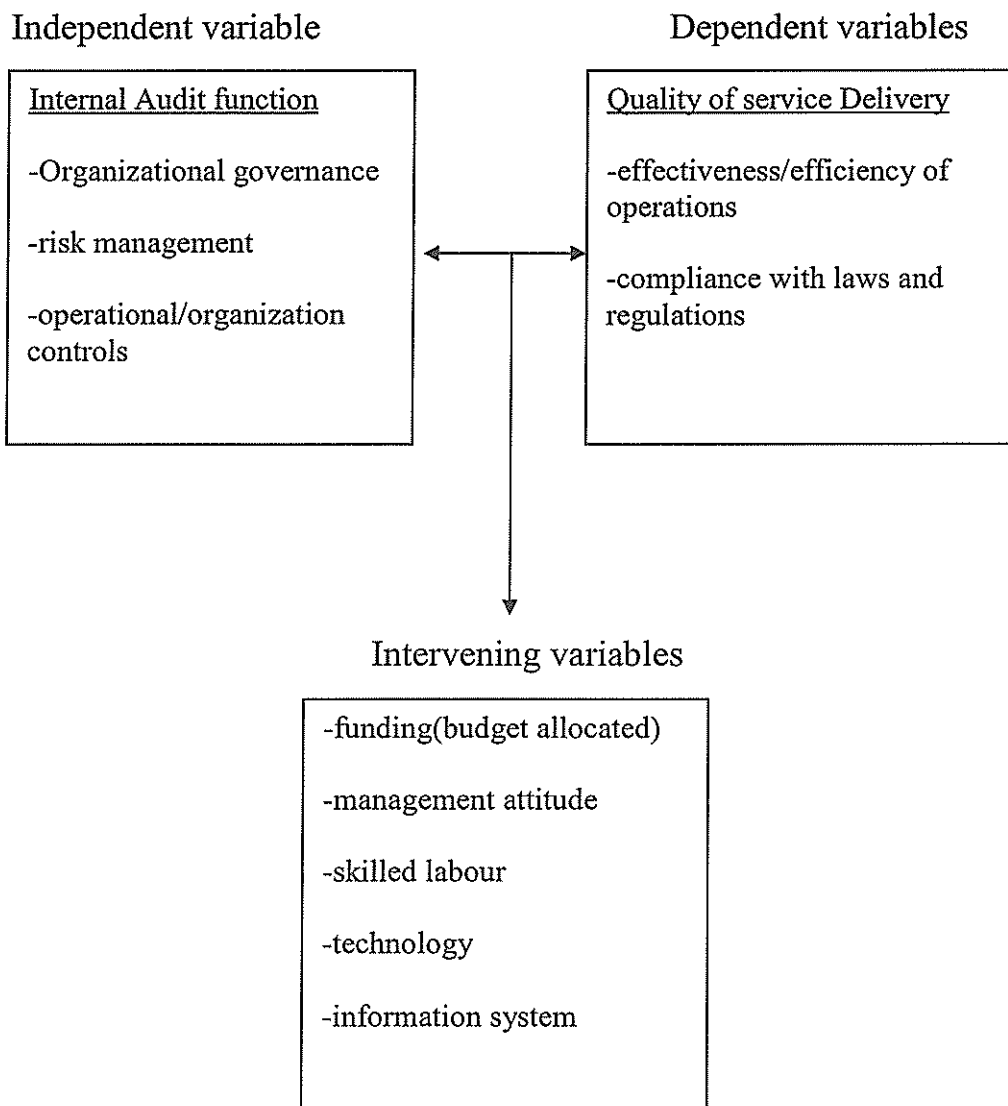 Independent variable
Dependent variables
Internal Audit function
-Organizational governance
-risk management
-operational/organization
controls
Quality of service Delivery
-effectiveness/efficiency of
operations
-compliance with laws and
regulations
Intervening variables
-funding(budget allocated)
-management attitude
-skilled labour
-technology
-information system